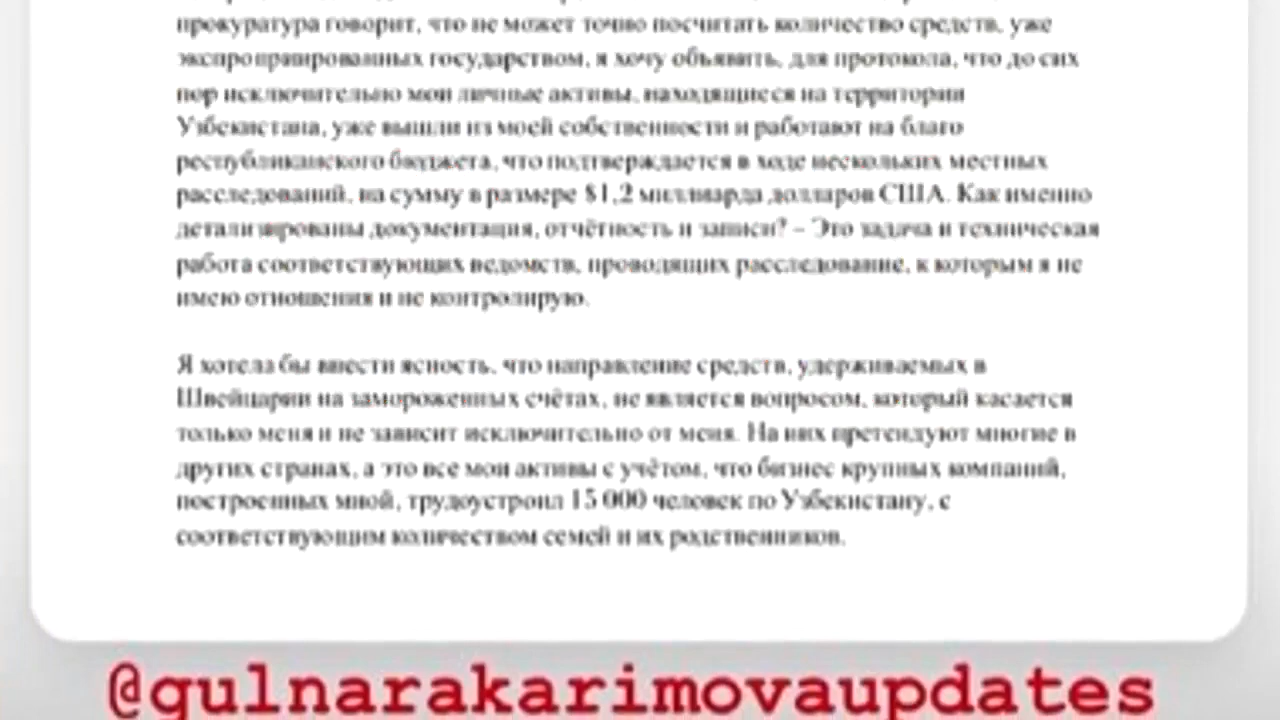 прокуратура говорит, что не может точно посчитать количество средств, уже
экспроприированных государством, я хочу объявить, для протокола, что до сих
пор исключительно мои личные активы, находящиеся на территории
Узбекистана, уже вышли из моей собственности и работают на благо
республиканского бюджета, что подтверждается в ходе нескольких местных
расследований, на сумму в размере $1,2 миллиарда долларов США. Как именно
детализированы документация, отчётность и записи? – Это задача и техническая
работа соответствующих ведомств, проводящих расследование, к которым я не
имею отношения и не контролирую.
Я хотела бы внести ясность, что направление средств, удерживаемых в
Швейцарии на замороженных счётах, не является вопросом, который касается
только меня и не зависит исключительно от меня. На них претендуют многие в
других странах, а это все мои активы с учётом, что бизнес крупных компаний,
построенных мной, трудоустроил 15 000 человек по Узбекистану, с
соответствующим количеством семей и их родственников.
@gulnarakarimovaupdates